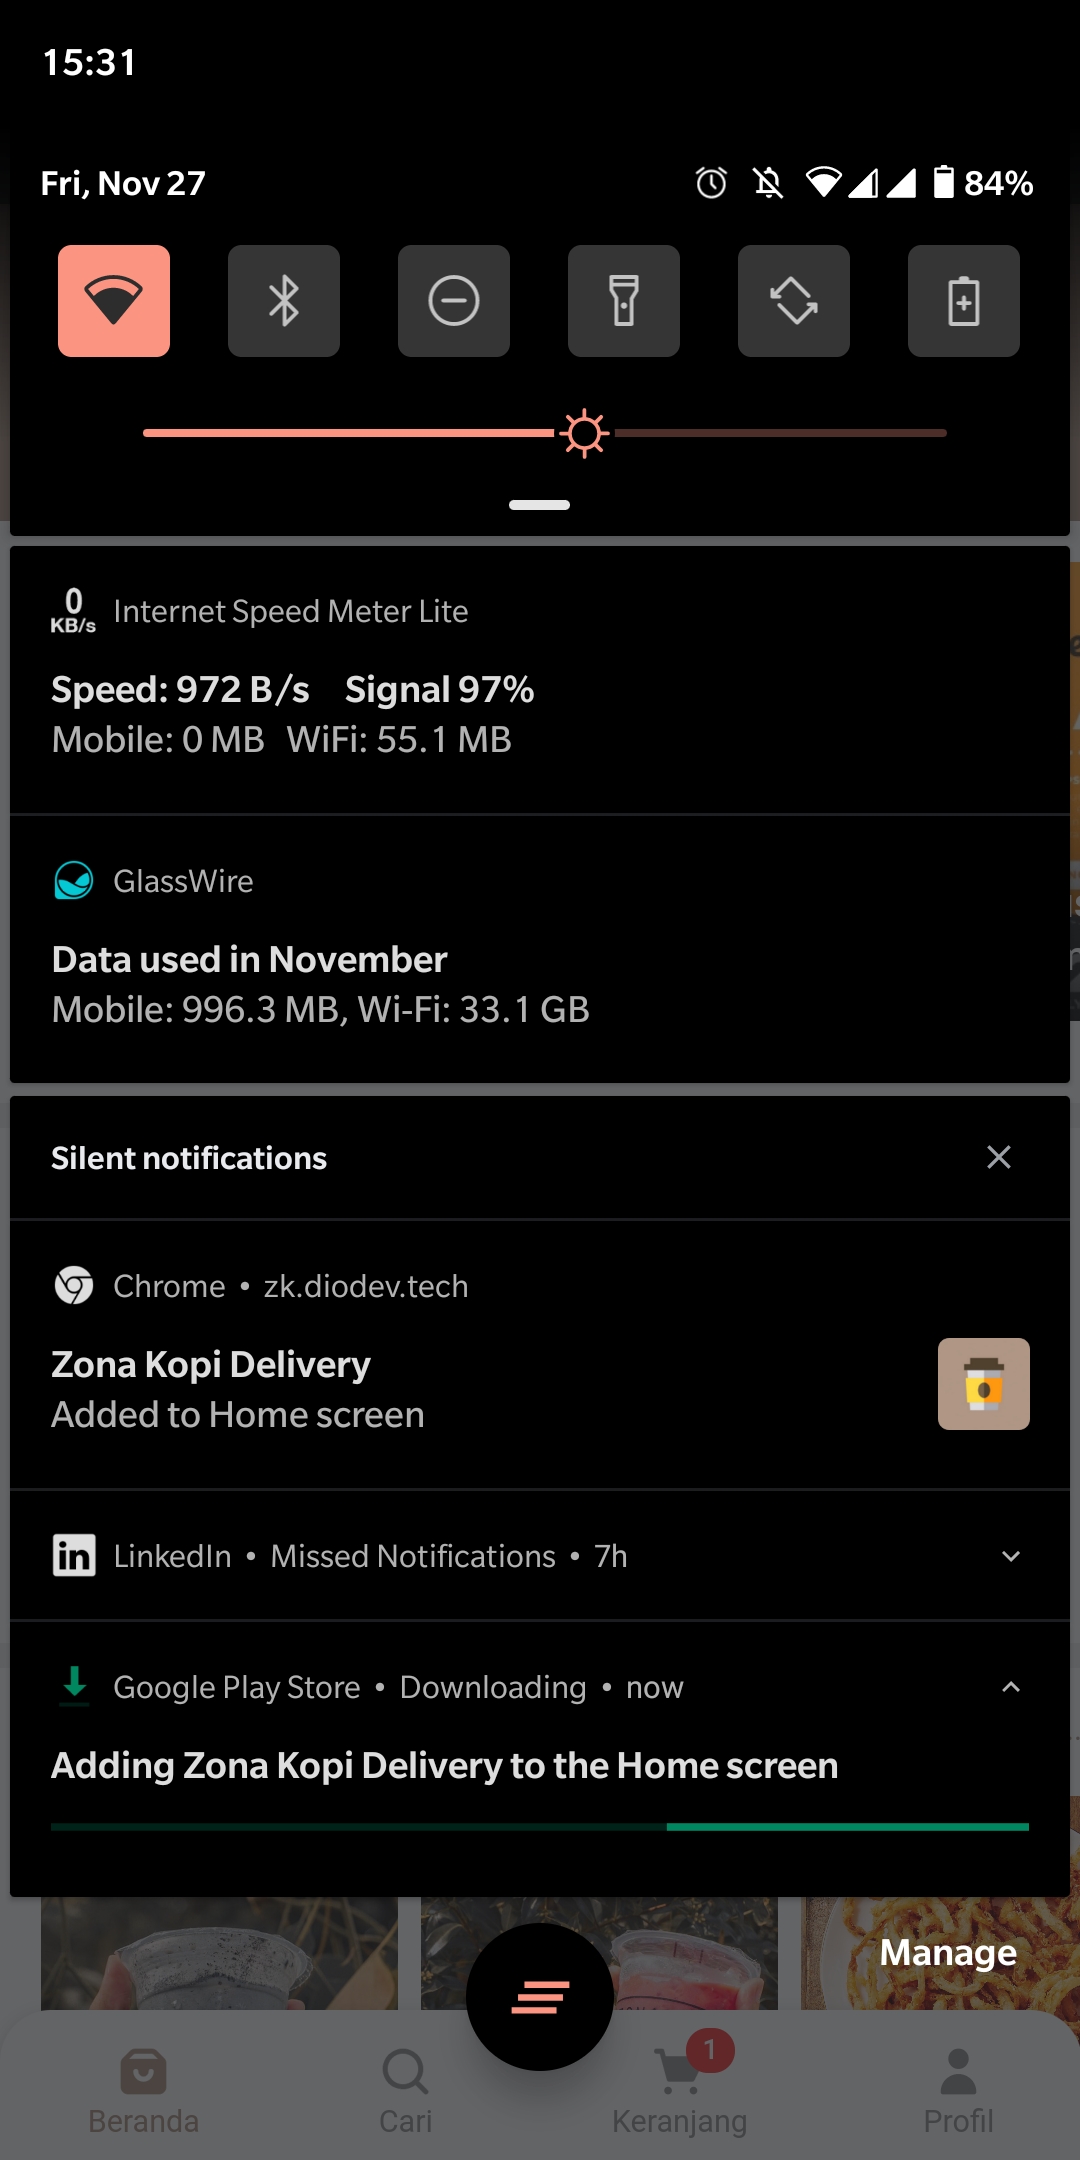 15:31
Fri, Nov 27
84%
0
KB/s
Internet Speed Meter Lite
Speed: 972 B/s Signal 97%
Mobile: 0 MB WiFi: 55.1 MB
GlassWire
Data used in November
Mobile: 996.3 MB, Wi-Fi: 33.1 GB
Silent notifications
Chrome • zk.diodev.tech
Zona Kopi Delivery
Added to Home screen
in LinkedIn • Missed Notifications • 7h
Google Play Store • Downloading • now
Adding Zona Kopi Delivery to the Home screen
Manage
1
Beranda
Cari
Keranjang
Profil